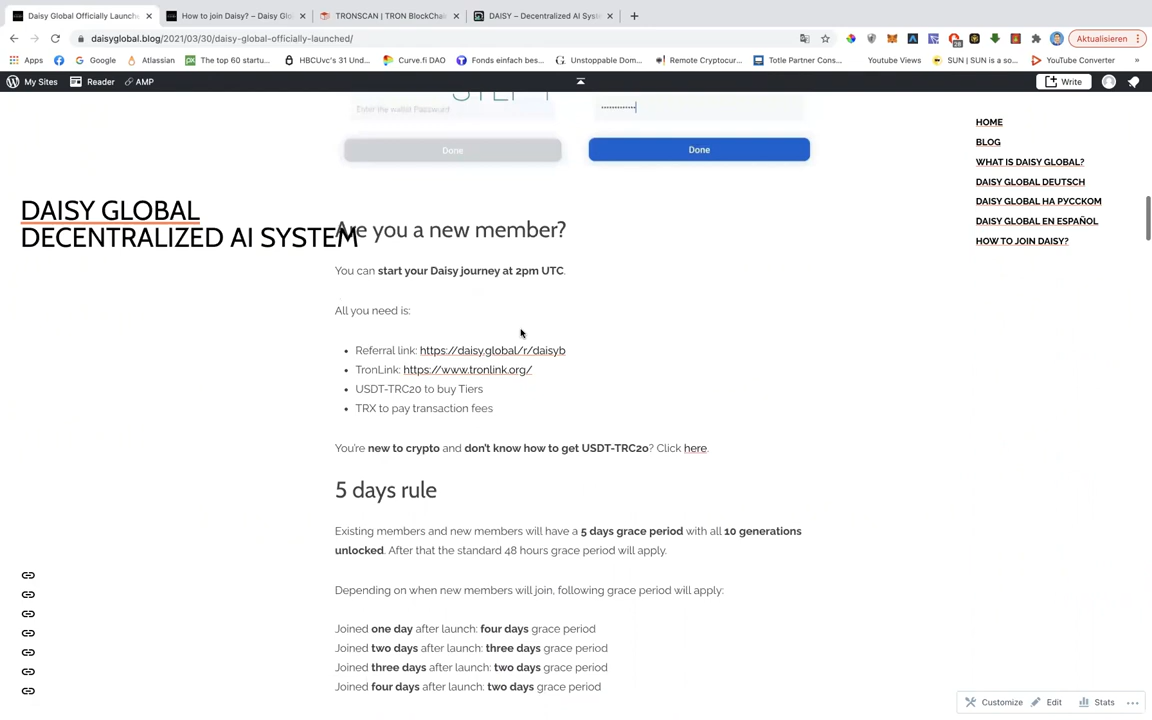 Daisy Global Officially Launch
How to join Daisy? – Daisy Glo
TRONSCAN | TRON BlockChai
DAISY – Decentralized AI Syste
daisyglobal.blog/2021/03/30/daisy-global-officially-launched/
Aktualisieren
Apps
Google
Atlassian
The top 60 startu...
HBCUvc's 31 Und...
Curve.fi DAO
Fonds einfach bes...
Unstoppable Dom...
Remote Cryptocur...
Totle Partner Cons...
Youtube Views
SUN | SUN is a so...
YouTube Converter
»
My Sites
Reader
AMP
Write
Enter the wallet Password
Done
Done
HOME
BLOG
WHAT IS DAISY GLOBAL?
DAISY GLOBAL DEUTSCH
DAISY GLOBAL НА РУССКОМ
DAISY GLOBAL EN ESPAÑOL
HOW TO JOIN DAISY?
DAISY GLOBAL
DECENTRALIZED AI SYSTEM
Are you a new member?
You can start your Daisy journey at 2pm UTC.
All you need is:
• Referral link: https://daisy.global/r/daisyb
• TronLink: https://www.tronlink.org/
• USDT-TRC20 to buy Tiers
• TRX to pay transaction fees
You're new to crypto and don't know how to get USDT-TRC20? Click here.
5 days rule
Existing members and new members will have a 5 days grace period with all 10 generations
unlocked. After that the standard 48 hours grace period will apply.
Depending on when new members will join, following grace period will apply:
Joined one day after launch: four days grace period
Joined two days after launch: three days grace period
Joined three days after launch: two days grace period
Joined four days after launch: two days grace period
Customize
Edit
Stats